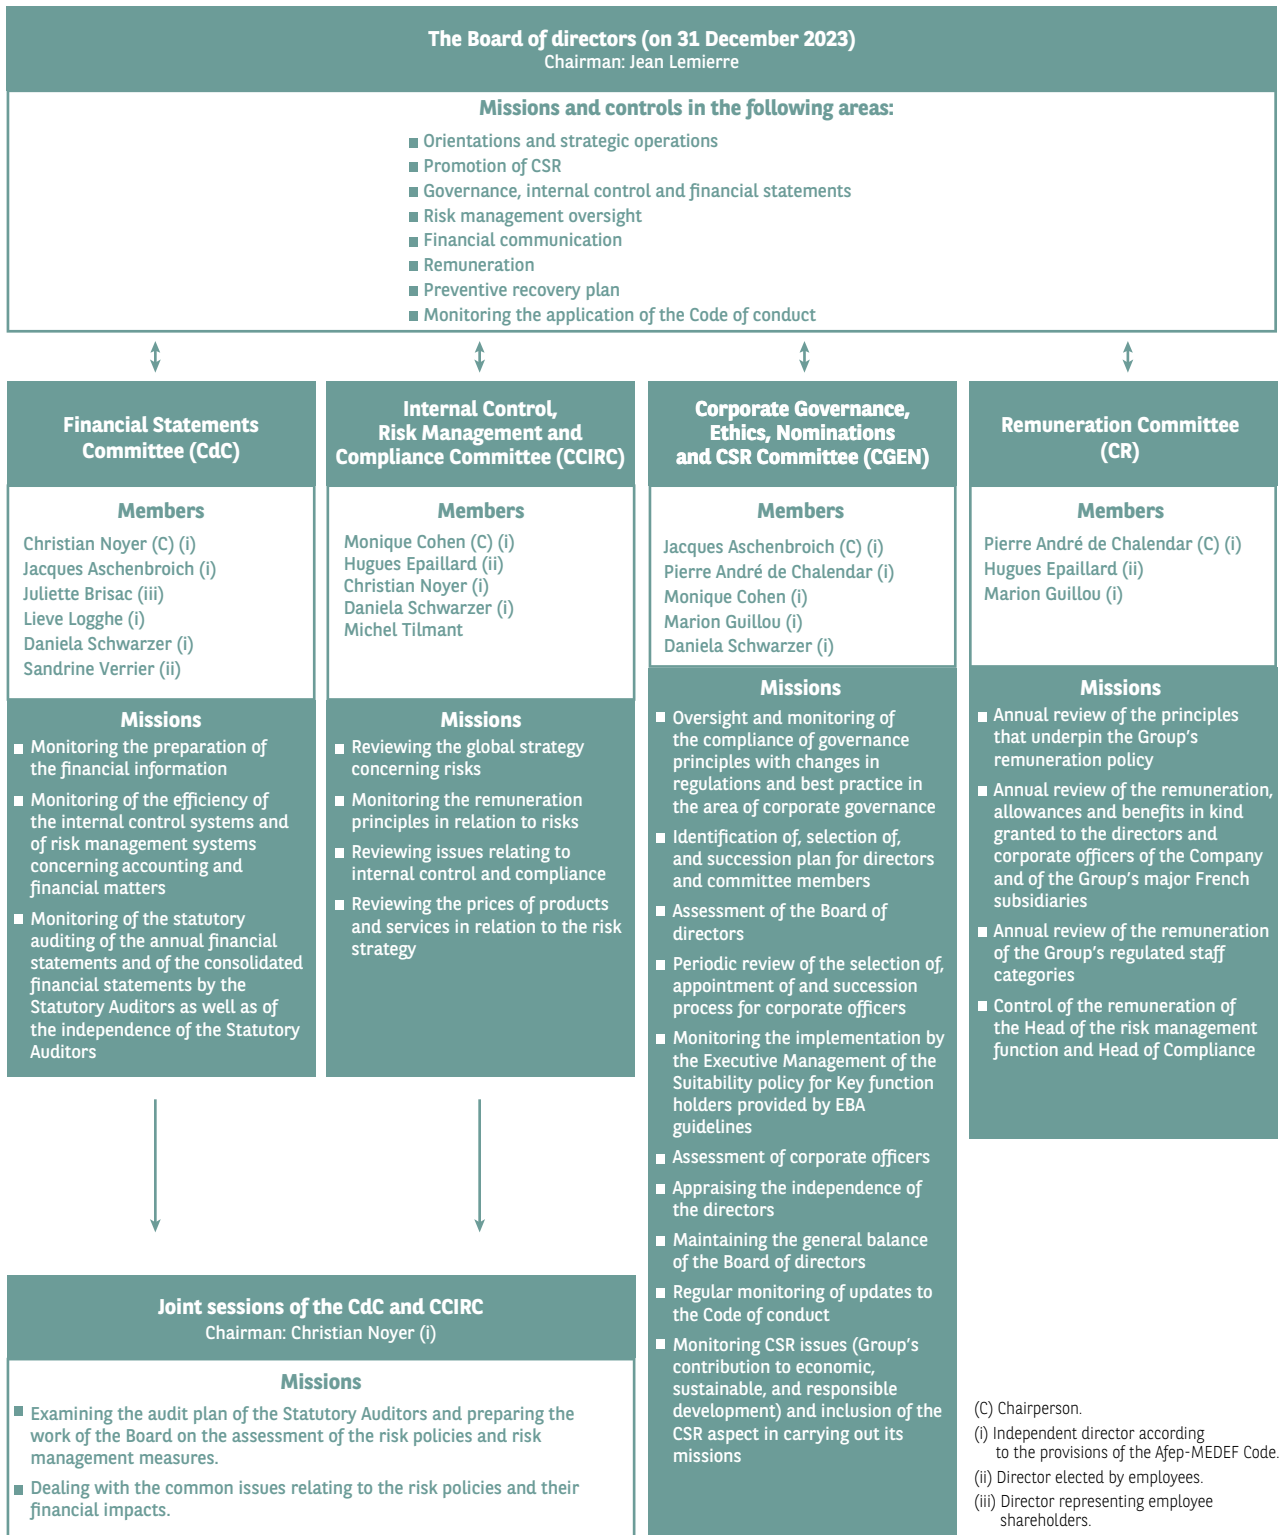 The Board of directors (on 31 December 2023)
Chairman: Jean Lemierre
Missions and controls in the following areas:
■ Orientations and strategic operations
■ Promotion of CSR
■ Governance, internal control and financial statements
■ Risk management oversight
■ Financial communication
■ Remuneration
■ Preventive recovery plan
■ Monitoring the application of the Code of conduct
Financial Statements
Committee (CdC)
Members
Christian Noyer (C) (i)
Jacques Aschenbroich (i)
Juliette Brisac (iii)
Lieve Logghe (i)
Daniela Schwarzer (i)
Sandrine Verrier (ii)
Missions
■ Monitoring the preparation of
the financial information
■ Monitoring of the efficiency of
the internal control systems and
of risk management systems
concerning accounting and
financial matters
■ Monitoring of the statutory
auditing of the annual financial
statements and of the consolidated
financial statements by the
Statutory Auditors as well as of
the independence of the Statutory
Auditors
Internal Control,
Risk Management and
Compliance Committee (CCIRC)
Members
Monique Cohen (C) (i)
Hugues Epaillard (ii)
Christian Noyer (i)
Daniela Schwarzer (i)
Michel Tilmant
Missions
■ Reviewing the global strategy
concerning risks
■ Monitoring the remuneration
principles in relation to risks
■ Reviewing issues relating to
internal control and compliance
■ Reviewing the prices of products
and services in relation to the risk
strategy
Corporate Governance,
Ethics, Nominations
and CSR Committee (CGEN)
Members
Jacques Aschenbroich (C) (i)
Pierre André de Chalendar (i)
Monique Cohen (i)
Marion Guillou (i)
Daniela Schwarzer (i)
Missions
■ Oversight and monitoring of
the compliance of governance
principles with changes in
regulations and best practice in
the area of corporate governance
■ Identification of, selection of,
and succession plan for directors
and committee members
■ Assessment of the Board of
directors
■ Periodic review of the selection of,
appointment of and succession
process for corporate officers
■ Monitoring the implementation by
the Executive Management of the
Suitability policy for Key function
holders provided by EBA
guidelines
■ Assessment of corporate officers
■ Appraising the independence of
the directors
■ Maintaining the general balance
of the Board of directors
■ Regular monitoring of updates to
the Code of conduct
■ Monitoring CSR issues (Group's
contribution to economic,
sustainable, and responsible
development) and inclusion of the
CSR aspect in carrying out its
missions
Remuneration Committee
(CR)
Members
Pierre André de Chalendar (C) (i)
Hugues Epaillard (ii)
Marion Guillou (i)
Missions
■ Annual review of the principles
that underpin the Group's
remuneration policy
■ Annual review of the remuneration,
allowances and benefits in kind
granted to the directors and
corporate officers of the Company
and of the Group's major French
subsidiaries
■ Annual review of the remuneration
of the Group's regulated staff
categories
■ Control of the remuneration of
the Head of the risk management
function and Head of Compliance
Joint sessions of the CdC and CCIRC
Chairman: Christian Noyer (i)
Missions
■ Examining the audit plan of the Statutory Auditors and preparing the
work of the Board on the assessment of the risk policies and risk
management measures.
■ Dealing with the common issues relating to the risk policies and their
financial impacts.
(C) Chairperson.
(i) Independent director according
to the provisions of the Afep-MEDEF Code.
(ii) Director elected by employees.
(iii) Director representing employee
shareholders.